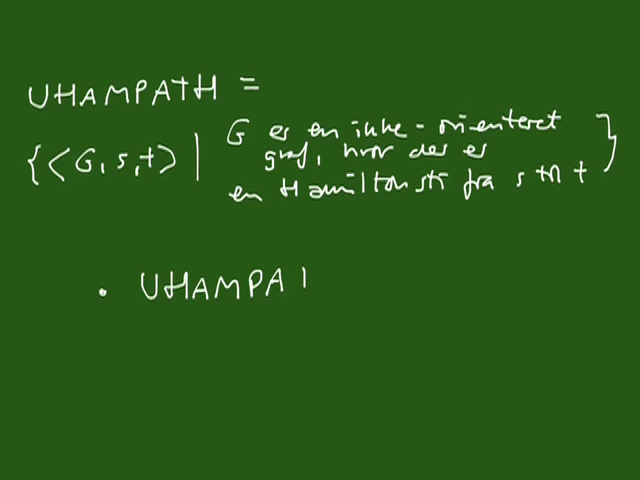 UHAMPATH =
{<G, s, t> | G er en ikke-orienteret
graf, hvor der er
en Hamiltonsti fra s til t }
• UHAMPA